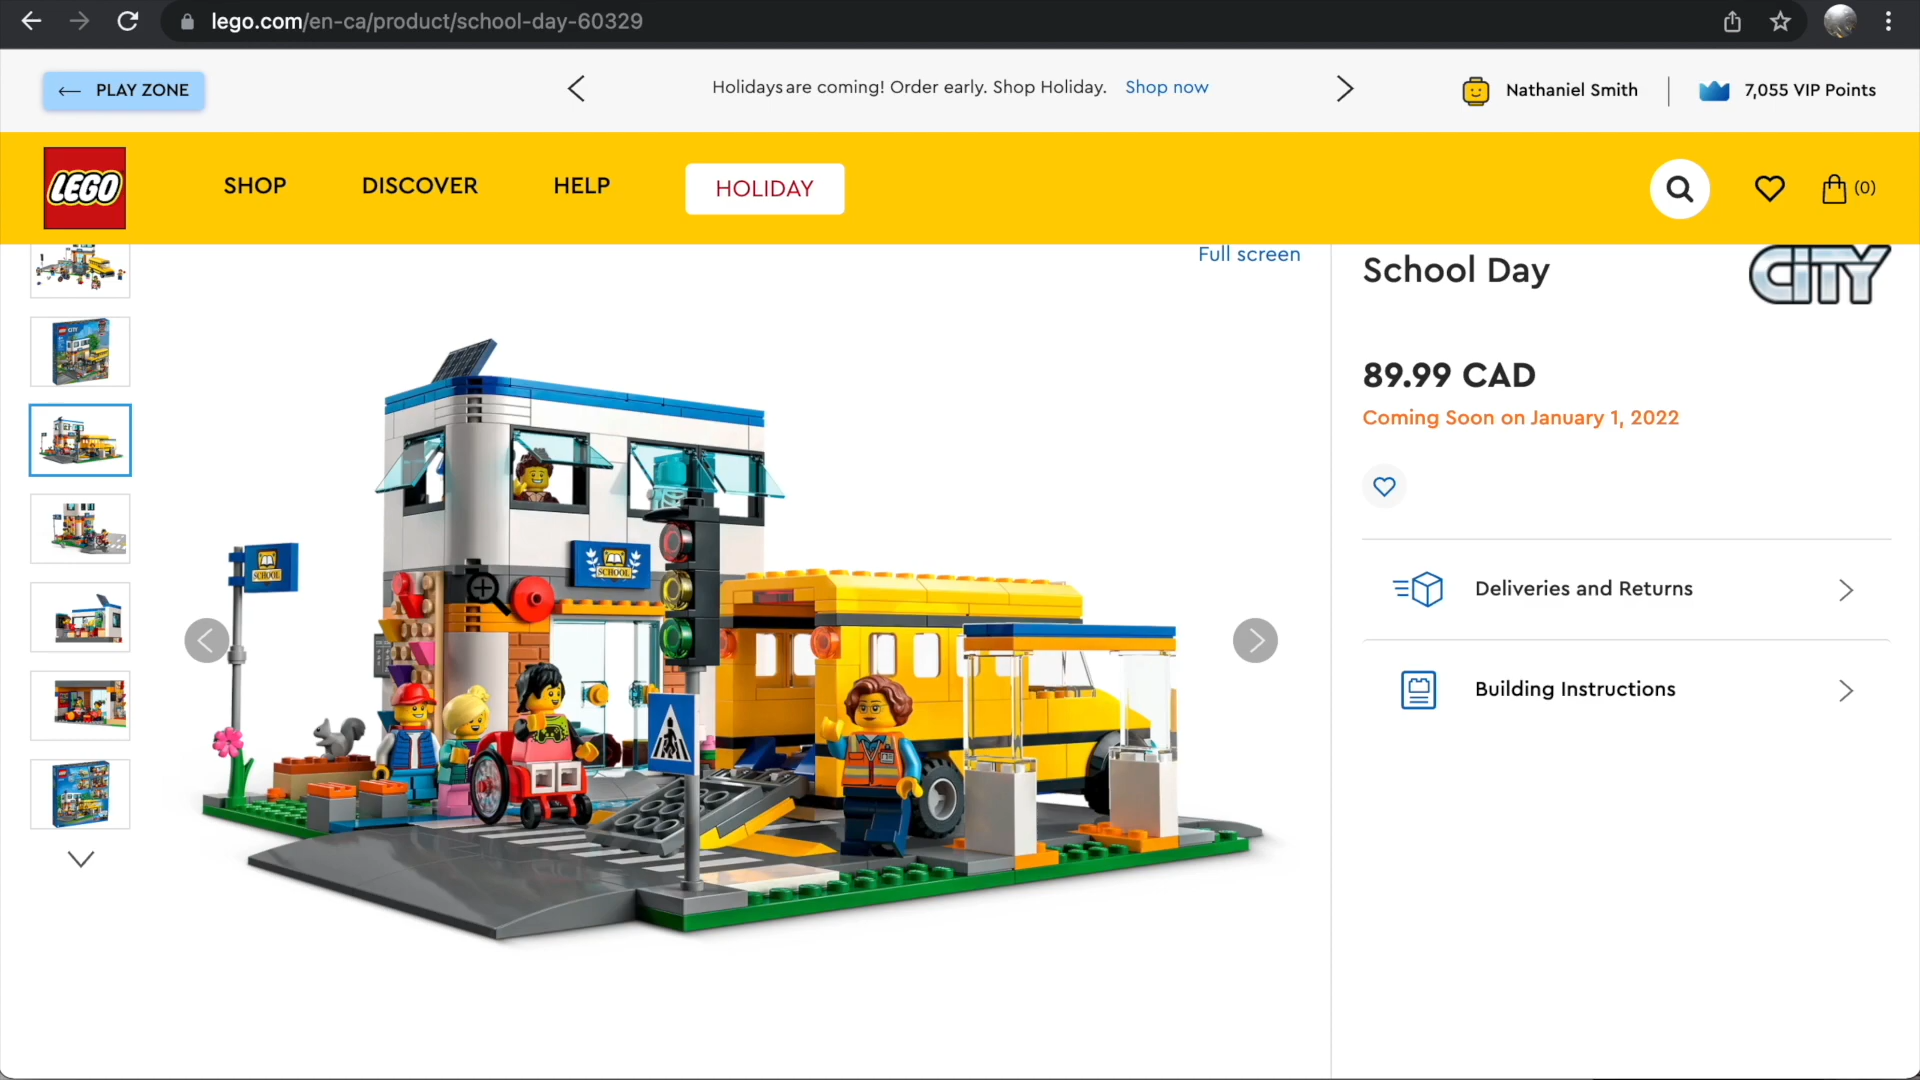 lego.com/en-ca/product/school-day-60329
PLAY ZONE
Holidays are coming! Order early. Shop Holiday. Shop now
Nathaniel Smith
7,055 VIP Points
LEGO
SHOP
DISCOVER
HELP
HOLIDAY
(0)
Full screen
School Day
CITY
89.99 CAD
Coming Soon on January 1, 2022
Deliveries and Returns
Building Instructions
SCHOOL
SCHOOL